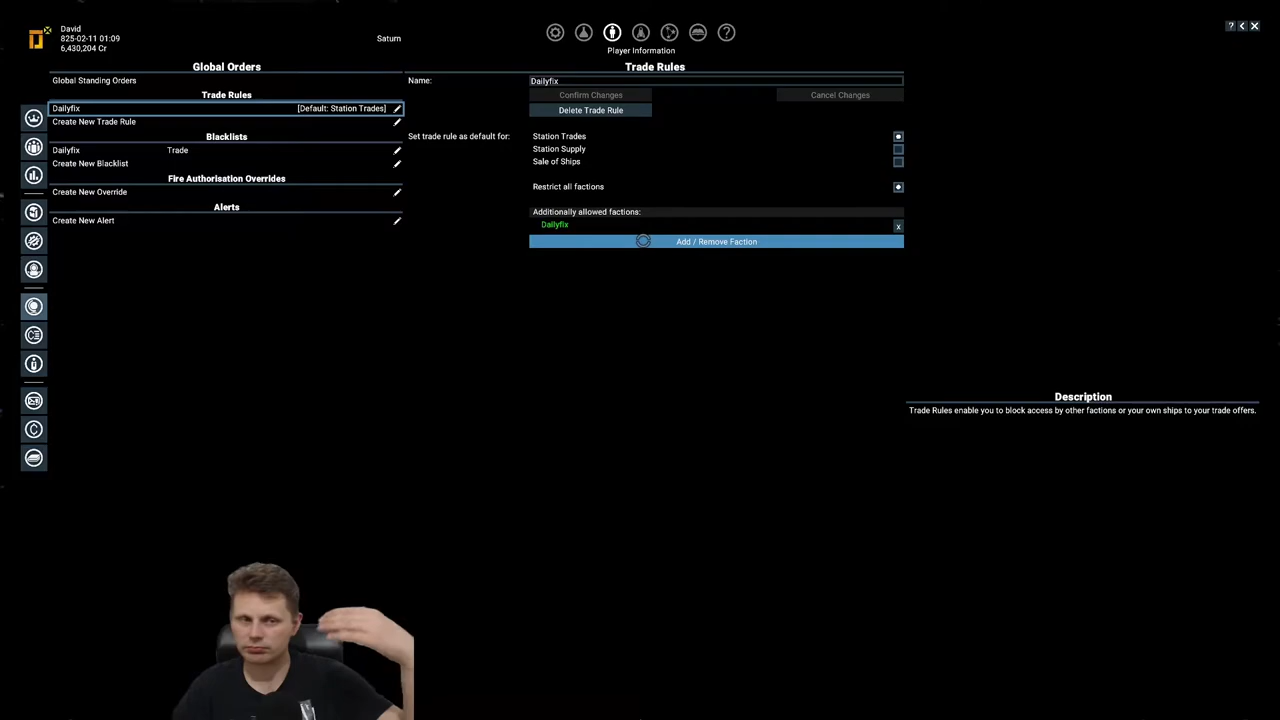 David
825-02-11 01:09
6,430,204 Cr
Saturn
Player Information
Global Orders
Global Standing Orders
Trade Rules
Dailyfix [Default: Station Trades]
Create New Trade Rule
Blacklists
Dailyfix Trade
Create New Blacklist
Fire Authorisation Overrides
Create New Override
Alerts
Create New Alert
Trade Rules
Name: Dailyfix
Confirm Changes Cancel Changes
Delete Trade Rule
Set trade rule as default for: Station Trades
Station Supply
Sale of Ships
Restrict all factions
Additionally allowed factions:
Dailyfix x
Add / Remove Faction
Description
Trade Rules enable you to block access by other factions or your own ships to your trade offers.